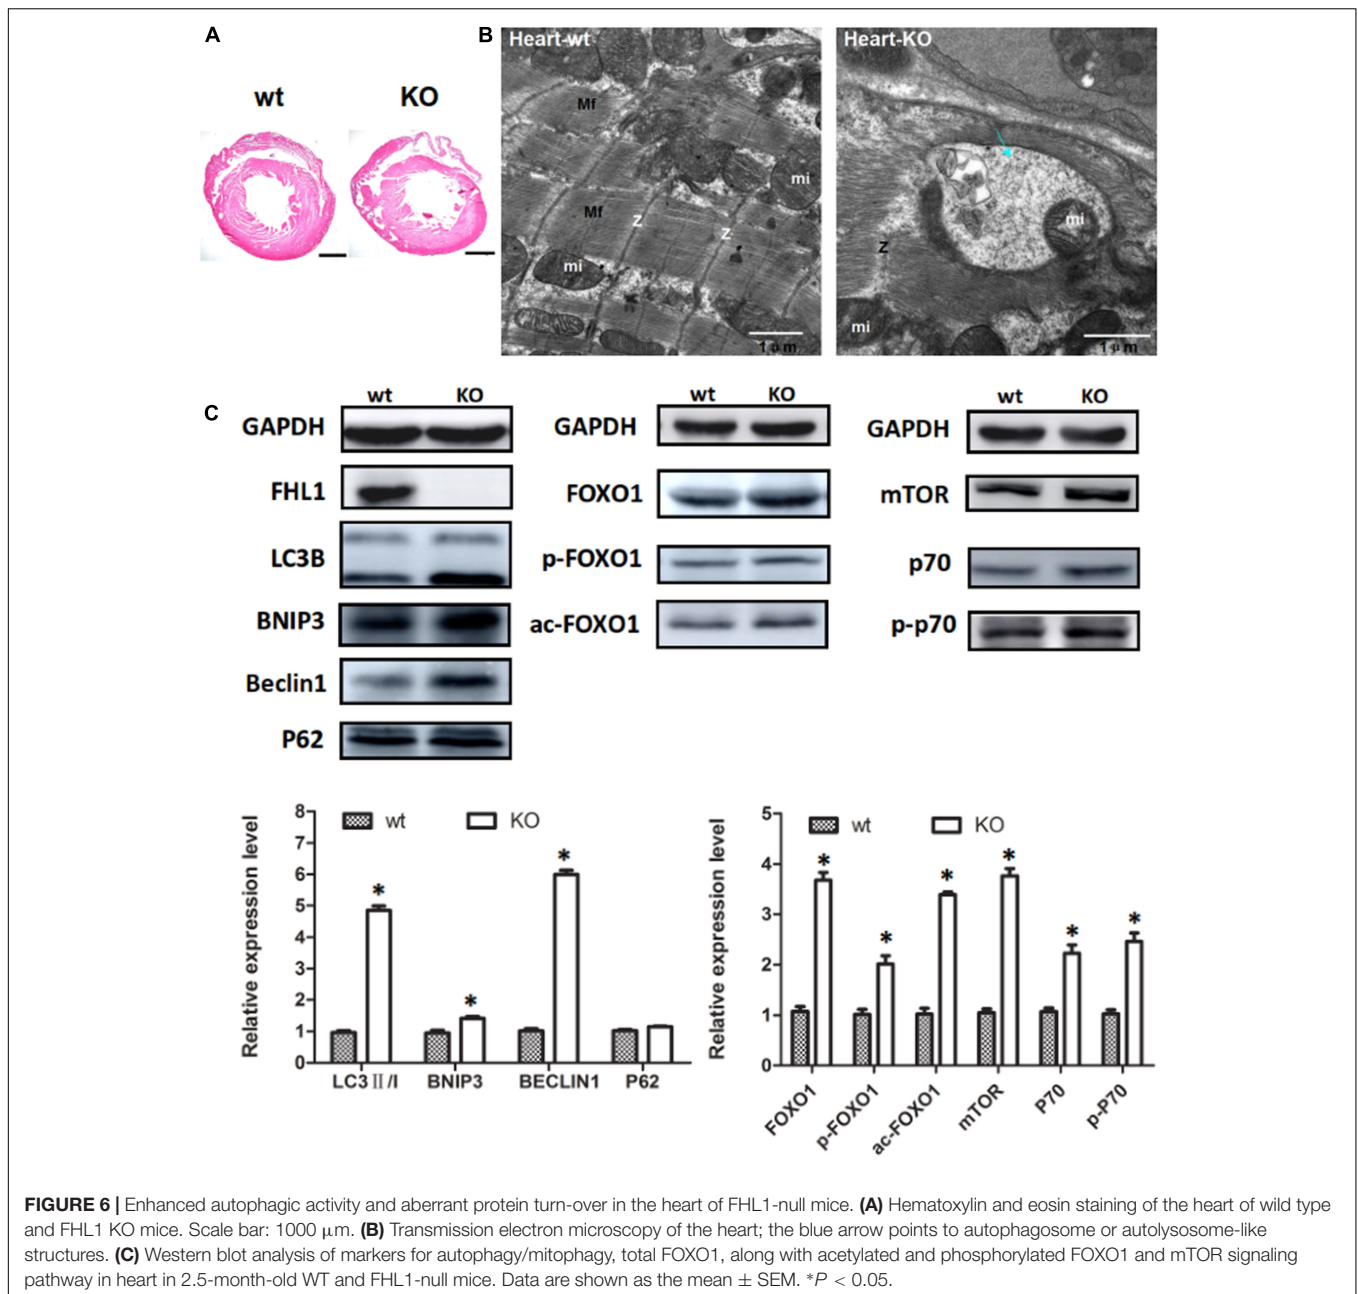 A
wt
KO
B
Heart-wt
Mf
mi
Mf
Z
Z
mi
1 μm
Heart-KO
mi
Z
mi
1 μm
C
wt KO
GAPDH
FHL1
LC3B
BNIP3
Beclin1
P62
wt KO
GAPDH
FOXO1
p-FOXO1
ac-FOXO1
wt KO
GAPDH
mTOR
p70
p-p70
Relative expression level
8
7
6
5
4
3
2
1
0
wt KO
*
*
*
LC3 II/I BNIP3 BECLIN1 P62
Relative expression level
5
4
3
2
1
0
wt KO
*
*
*
*
*
*
FOXO1 p-FOXO1 ac-FOXO1 mTOR P70 p-P70
FIGURE 6 | Enhanced autophagic activity and aberrant protein turn-over in the heart of FHL1-null mice. (A) Hematoxylin and eosin staining of the heart of wild type
and FHL1 KO mice. Scale bar: 1000 μm. (B) Transmission electron microscopy of the heart; the blue arrow points to autophagosome or autolysosome-like
structures. (C) Western blot analysis of markers for autophagy/mitophagy, total FOXO1, along with acetylated and phosphorylated FOXO1 and mTOR signaling
pathway in heart in 2.5-month-old WT and FHL1-null mice. Data are shown as the mean ± SEM. *P < 0.05.